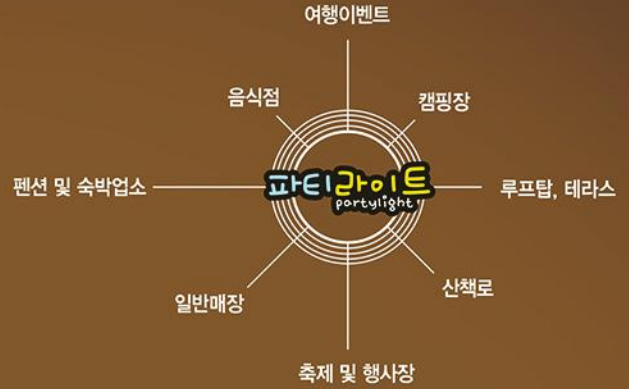 여행이벤트
음식점
캠핑장
펜션 및 숙박업소
파티라이트
partylight
루프탑, 테라스
일반매장
산책로
축제 및 행사장